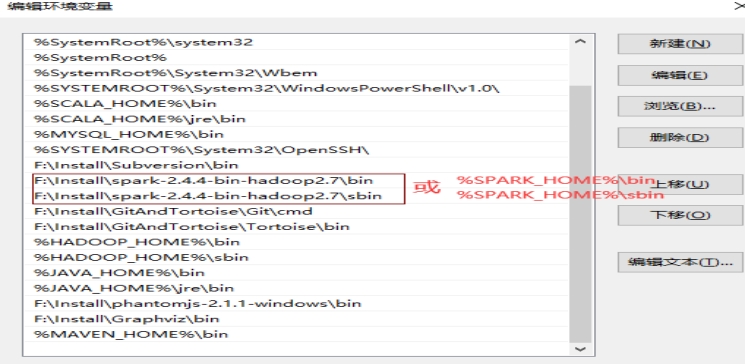 编辑环境变量
%SystemRoot%\system32
%SystemRoot%
%SystemRoot%\System32\Wbem
%SYSTEMROOT%\System32\WindowsPowerShell\v1.0\
%SCALA_HOME%\bin
%SCALA_HOME%\jre\bin
%MYSQL_HOME%\bin
%SYSTEMROOT%\System32\OpenSSH\
F:\Install\Subversion\bin
F:\Install\spark-2.4.4-bin-hadoop2.7\bin
F:\Install\spark-2.4.4-bin-hadoop2.7\sbin
或
%SPARK_HOME%\bin
%SPARK_HOME%\sbin
F:\Install\GitAndTortoise\Git\cmd
F:\Install\GitAndTortoise\Tortoise\bin
%HADOOP_HOME%\bin
%HADOOP_HOME%\sbin
%JAVA_HOME%\bin
%JAVA_HOME%\jre\bin
F:\Install\phantomjs-2.1.1-windows\bin
F:\Install\Graphviz\bin
%MAVEN_HOME%\bin
新建(N)
编辑(E)
浏览(B)...
删除(D)
上移(U)
下移(O)
编辑文本(T)...